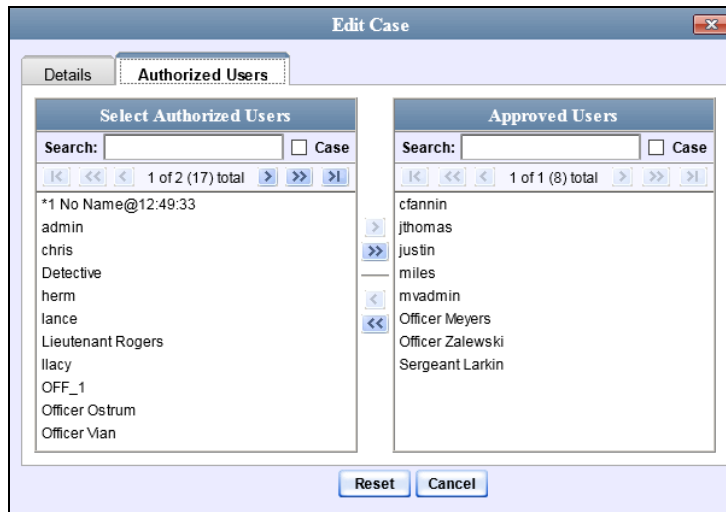 Edit Case
Details
Authorized Users
Select Authorized Users
Search:
Case
1 of 2 (17) total
*1 No Name@12:49:33
admin
chris
Detective
herm
lance
Lieutenant Rogers
llacy
OFF_1
Officer Ostrum
Officer Vian
Approved Users
Search:
Case
1 of 1 (8) total
cfannin
jthomas
justin
miles
mvadmin
Officer Meyers
Officer Zalewski
Sergeant Larkin
Reset
Cancel